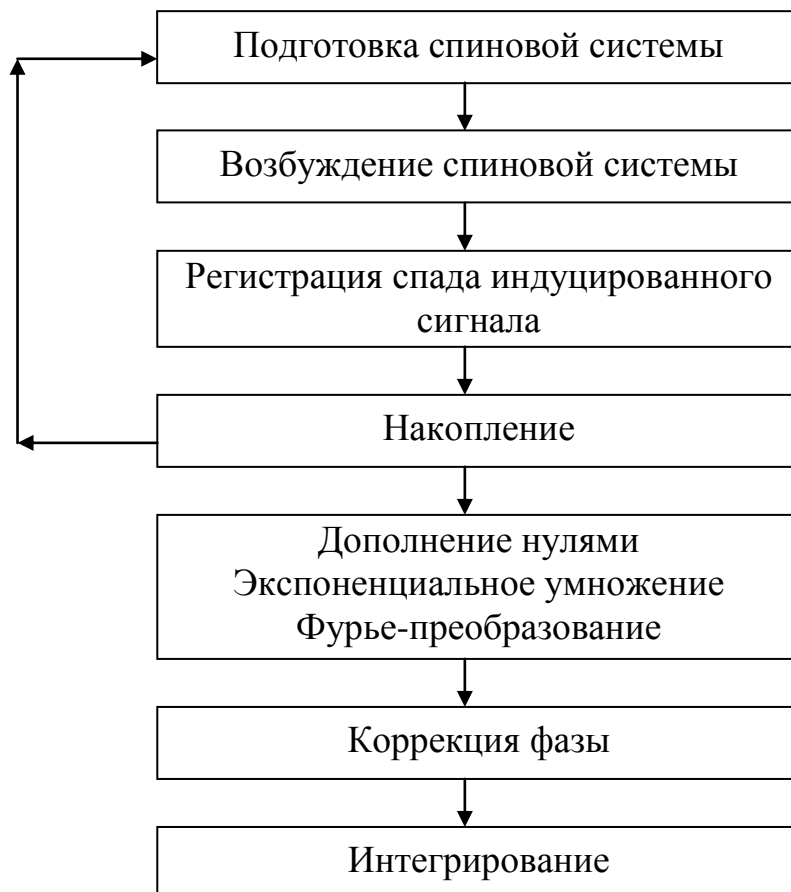 Подготовка спиновой системы
Возбуждение спиновой системы
Регистрация спада индуцированного
сигнала
Накопление
Дополнение нулями
Экспоненциальное умножение
Фурье-преобразование
Коррекция фазы
Интегрирование